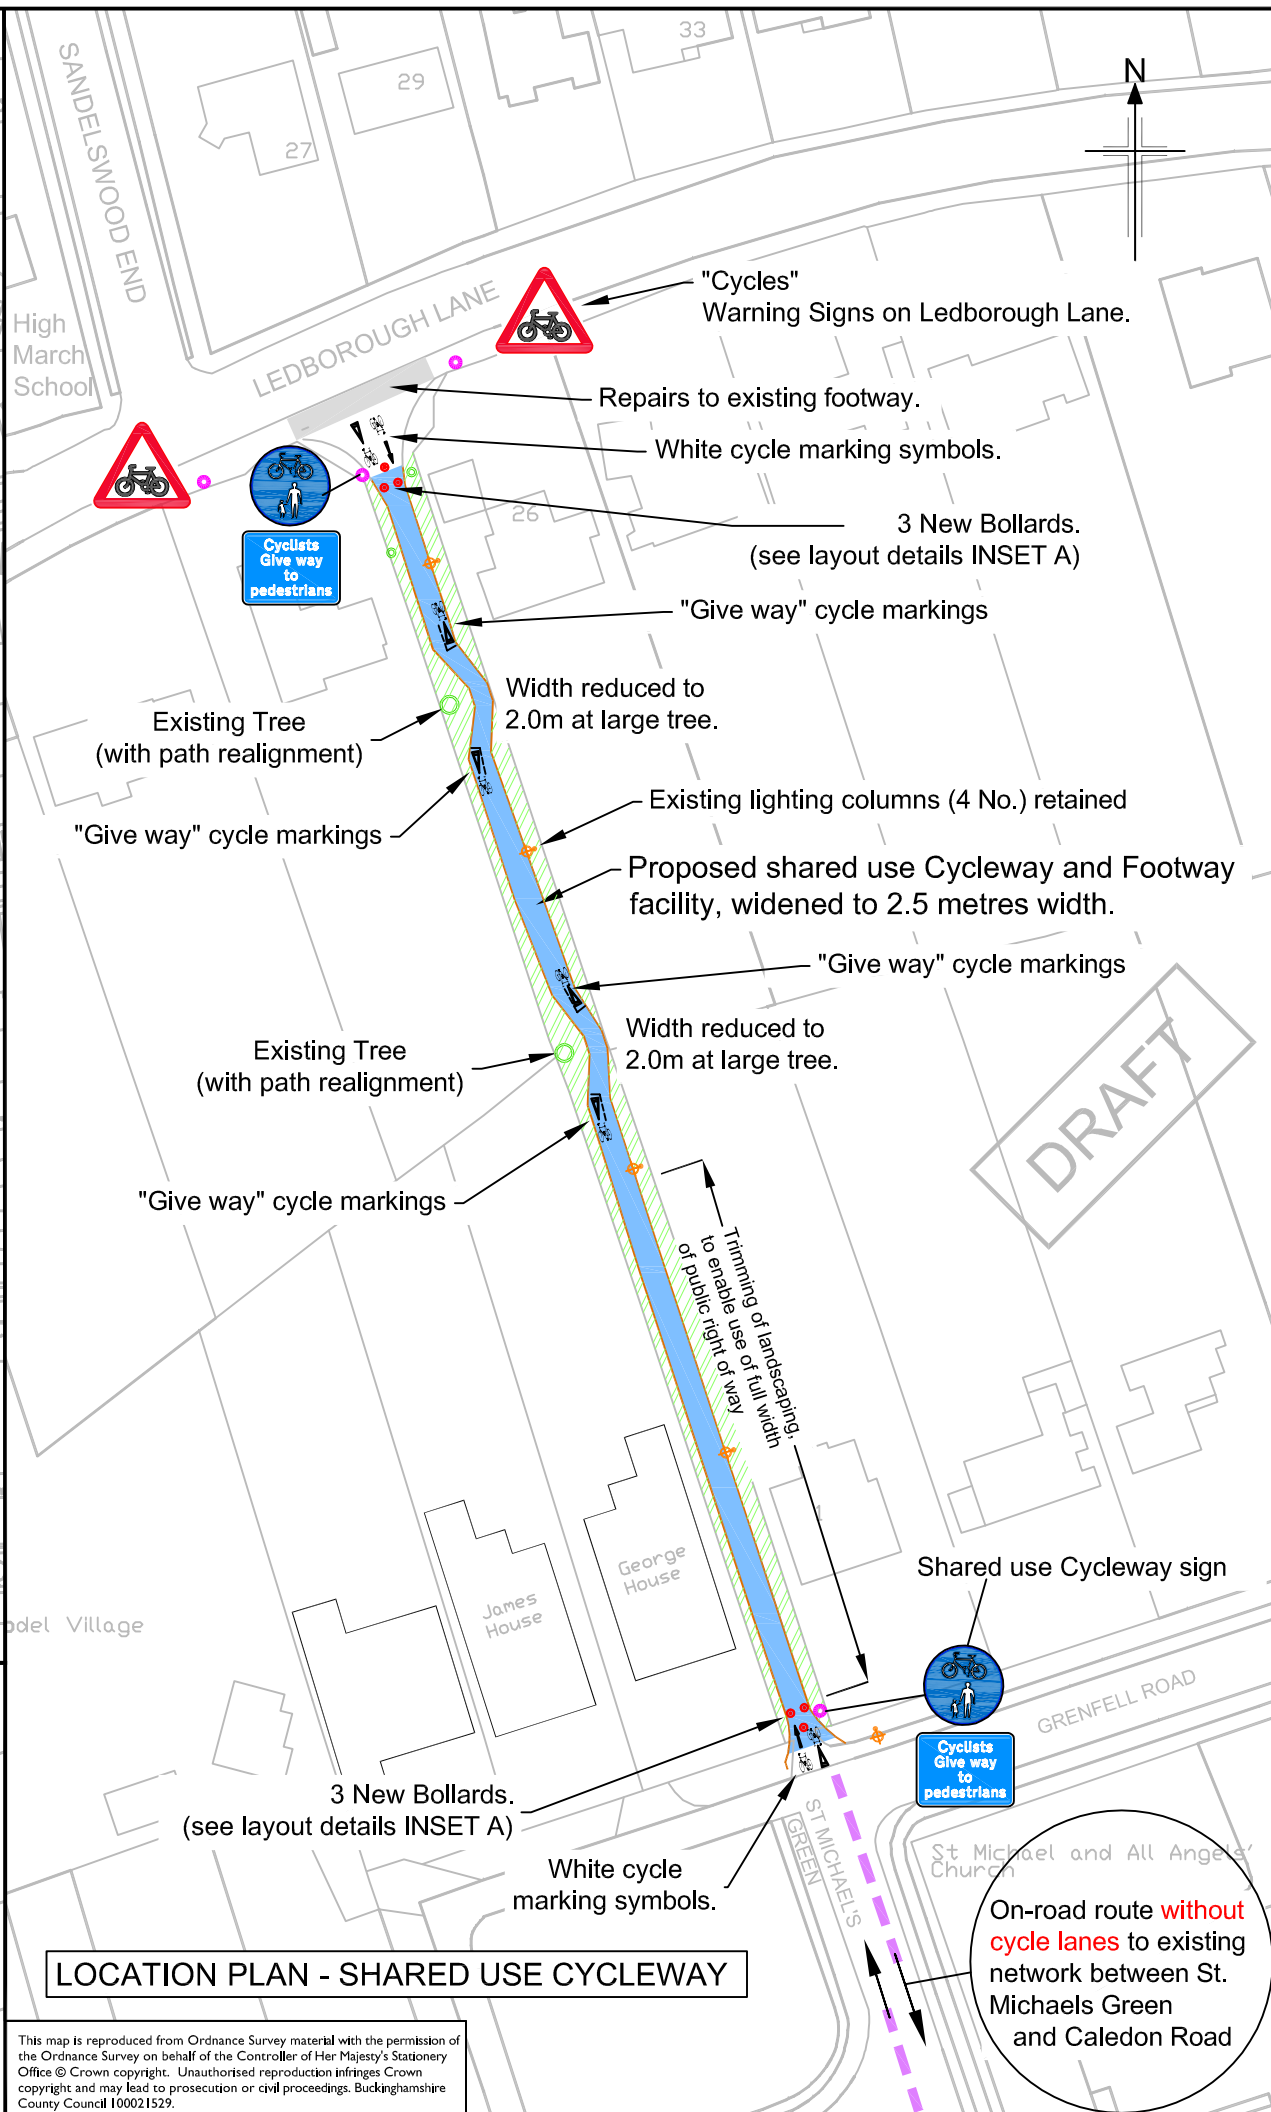 33
N
29
SANDELSWOOD END
27
"Cycles"
Warning Signs on Ledborough Lane.
High
March
School
LEDBOROUGH LANE
Repairs to existing footway.
White cycle marking symbols.
26
3 New Bollards.
(see layout details INSET A)
Cyclists
Give way
to
pedestrians
"Give way" cycle markings
Width reduced to
2.0m at large tree.
Existing Tree
(with path realignment)
Existing lighting columns (4 No.) retained
"Give way" cycle markings
Proposed shared use Cycleway and Footway
facility, widened to 2.5 metres width.
"Give way" cycle markings
Width reduced to
2.0m at large tree.
Existing Tree
(with path realignment)
DRAFT
"Give way" cycle markings
Trimming of landscaping,
to enable use of full width
of public right of way
1
George
House
James
House
Shared use Cycleway sign
odel Village
GRENFELL ROAD
Cyclists
Give way
to
pedestrians
3 New Bollards.
(see layout details INSET A)
ST MICHAEL'S
GREEN
White cycle
marking symbols.
St Michael and All Angels'
Church
On-road route without
cycle lanes to existing
network between St.
Michaels Green
and Caledon Road
LOCATION PLAN - SHARED USE CYCLEWAY
This map is reproduced from Ordnance Survey material with the permission of
the Ordnance Survey on behalf of the Controller of Her Majesty's Stationery
Office © Crown copyright. Unauthorised reproduction infringes Crown
copyright and may lead to prosecution or civil proceedings. Buckinghamshire
County Council 100021529.